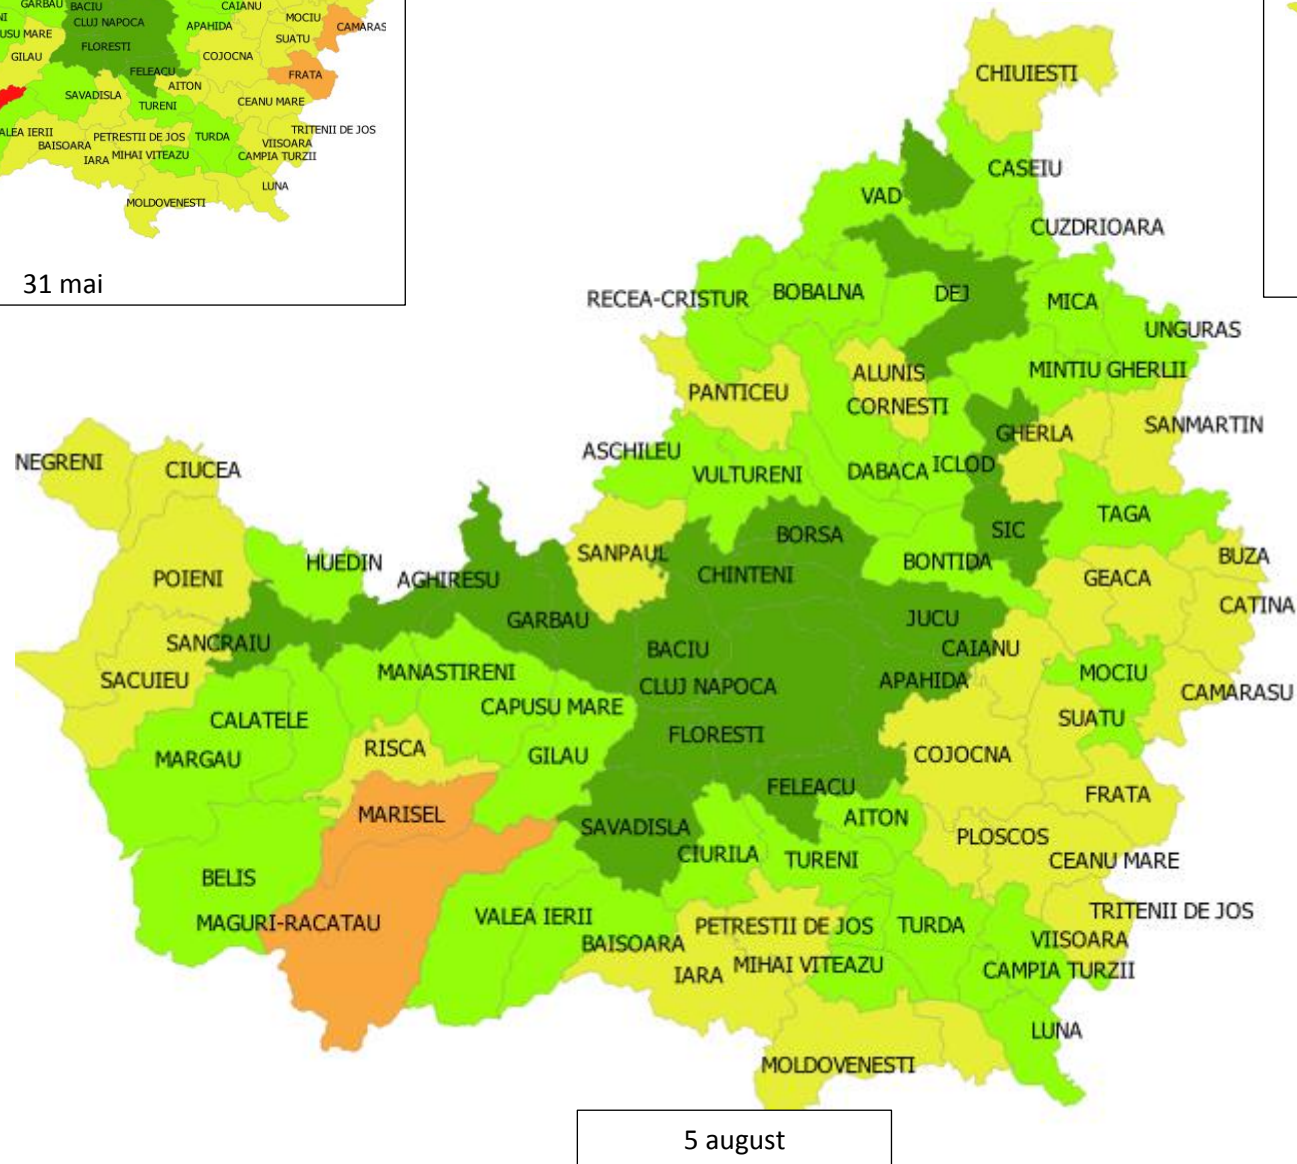 GARBAU
BACIU
CAIANU
CLUJ NAPOCA
APAHIDA
MOCIU
CAMARAS
NI
USU MARE
FLORESTI
SUATU
GILAU
COJOCNA
FELEACU
FRATA
AITON
SAVADISLA
TURENI
CEANU MARE
ALEA IERII
PETRESTII DE JOS
TURDA
TRITENII DE JOS
BAISOARA
VIISOARA
IARA
MIHAI VITEAZU
CAMPIA TURZII
LUNA
MOLDOVENESTI
31 mai
CHIUIESTI
CASEIU
VAD
CUZDRIOARA
RECEA-CRISTUR
BOBALNA
DEJ
MICA
UNGURAS
ALUNIS
MINTIU GHERLII
PANTICEU
CORNESTI
GHERLA
SANMARTIN
ASCHILEU
NEGRENI
CIUCEA
VULTURENI
DABACA
ICLOD
TAGA
BORSA
SIC
HUEDIN
SANPAUL
BONTIDA
BUZA
POIENI
AGHIRESU
CHINTENI
GEACA
CATINA
GARBAU
JUCU
SANCRAIU
BACIU
CAIANU
MANASTIRENI
MOCIU
SACUIEU
CLUJ NAPOCA
APAHIDA
CAMARASU
CALATELE
CAPUSU MARE
SUATU
RISCA
FLORESTI
MARGAU
GILAU
COJOCNA
FELEACU
FRATA
MARISEL
SAVADISLA
AITON
PLOSCOS
CIURILA
TURENI
CEANU MARE
BELIS
MAGURI-RACATAU
VALEA IERII
PETRESTII DE JOS
TURDA
TRITENII DE JOS
BAISOARA
VIISOARA
IARA
MIHAI VITEAZU
CAMPIA TURZII
LUNA
MOLDOVENESTI
5 august